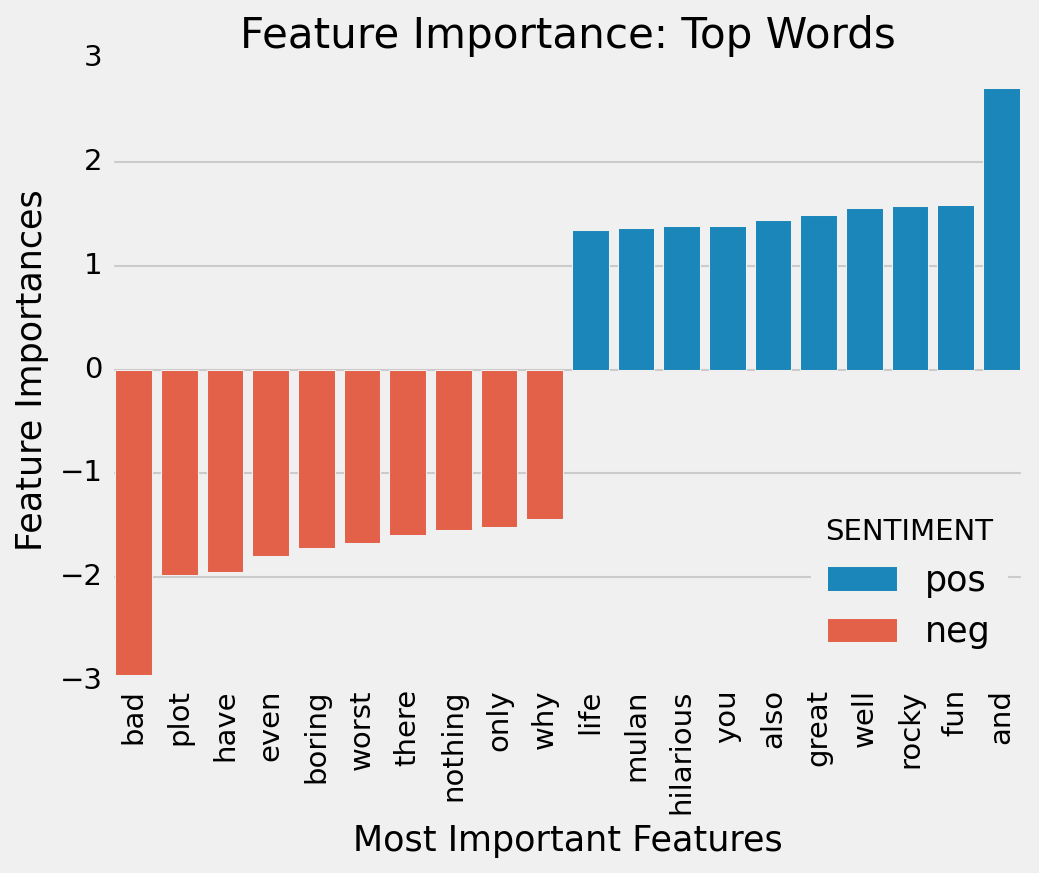 Feature Importance: Top Words
Feature Importances
3
2
1
0
−1
−2
−3
SENTIMENT
pos
neg
bad
plot
have
even
boring
worst
there
nothing
only
why
life
mulan
hilarious
you
also
great
well
rocky
fun
and
Most Important Features